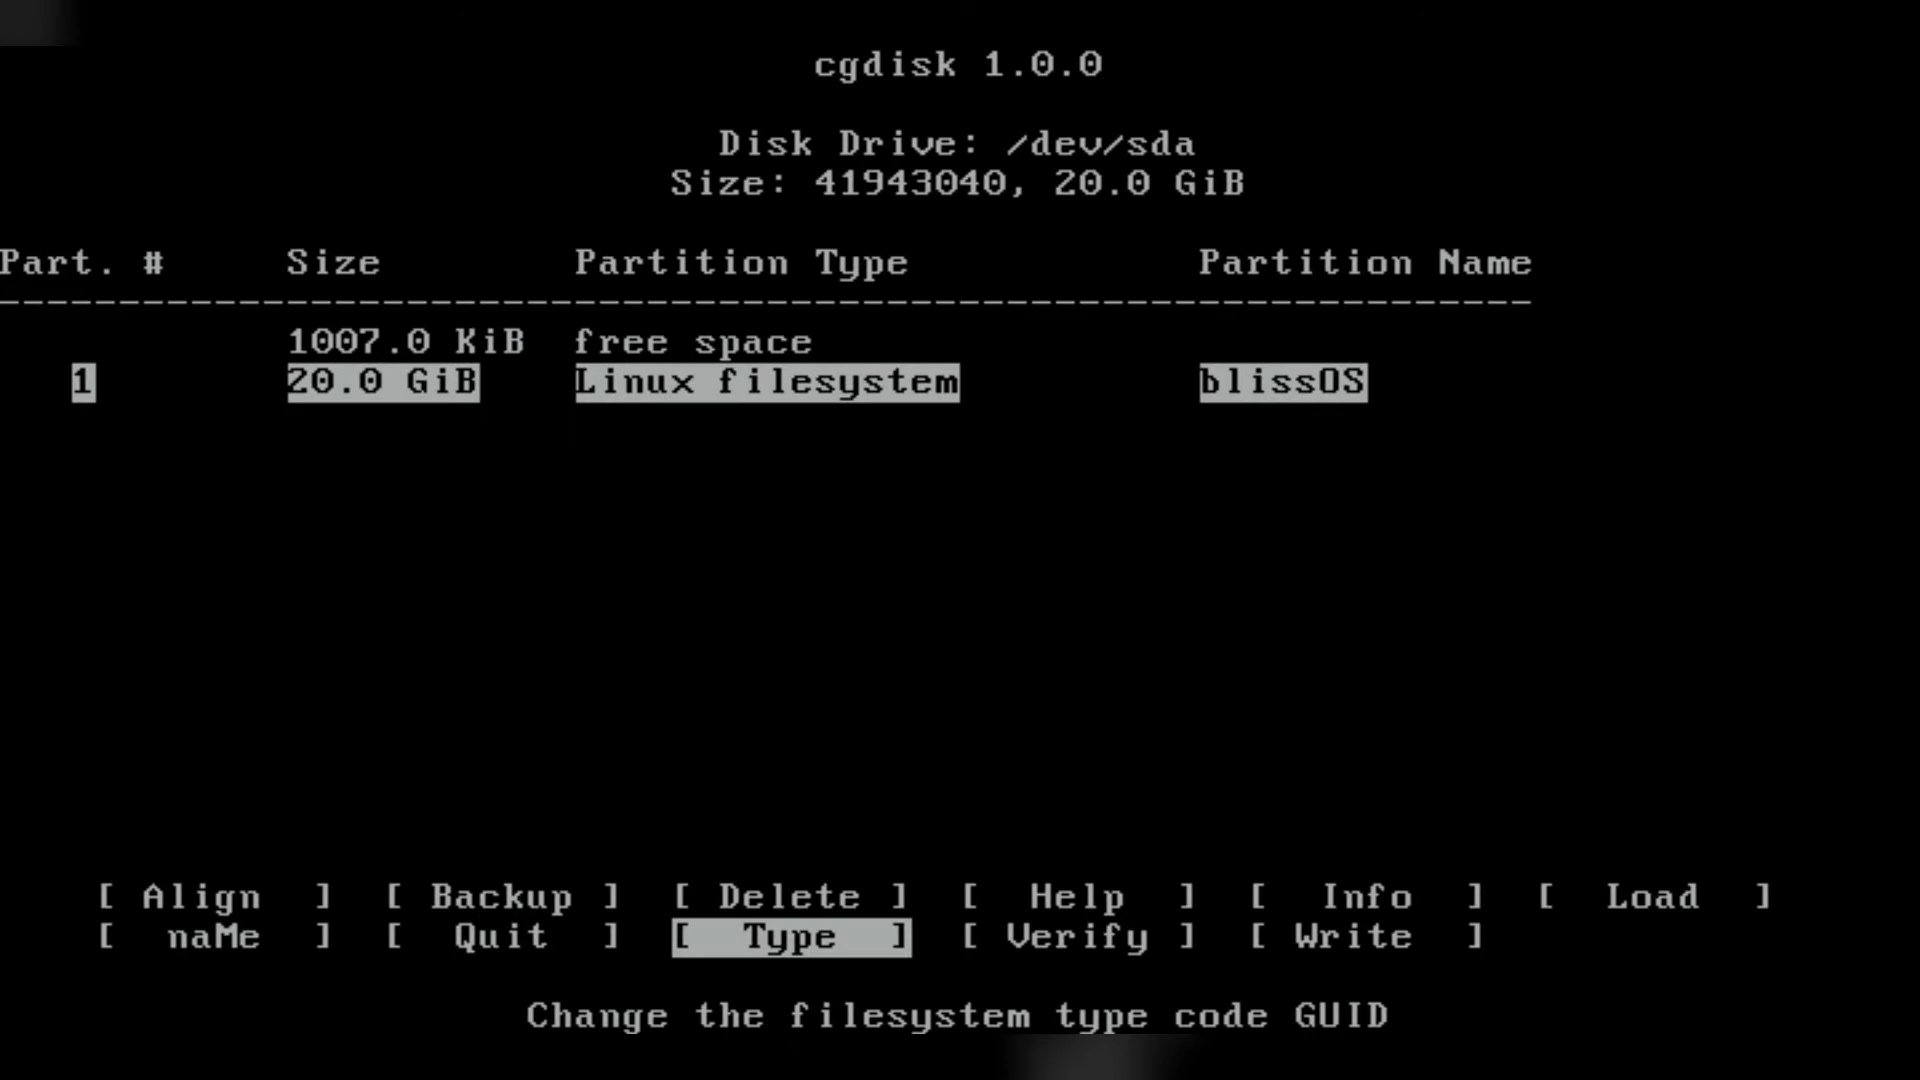 cgdisk 1.0.0
Disk Drive: /dev/sda
Size: 41943040, 20.0 GiB
Part. # Size Partition Type Partition Name
----------------------------------------------------------------
1007.0 KiB free space
1 20.0 GiB Linux filesystem blissOS
[ Align ] [ Backup ] [ Delete ] [ Help ] [ Info ] [ Load ]
[ naMe ] [ Quit ] [ Type ] [ Verify ] [ Write ]
Change the filesystem type code GUID